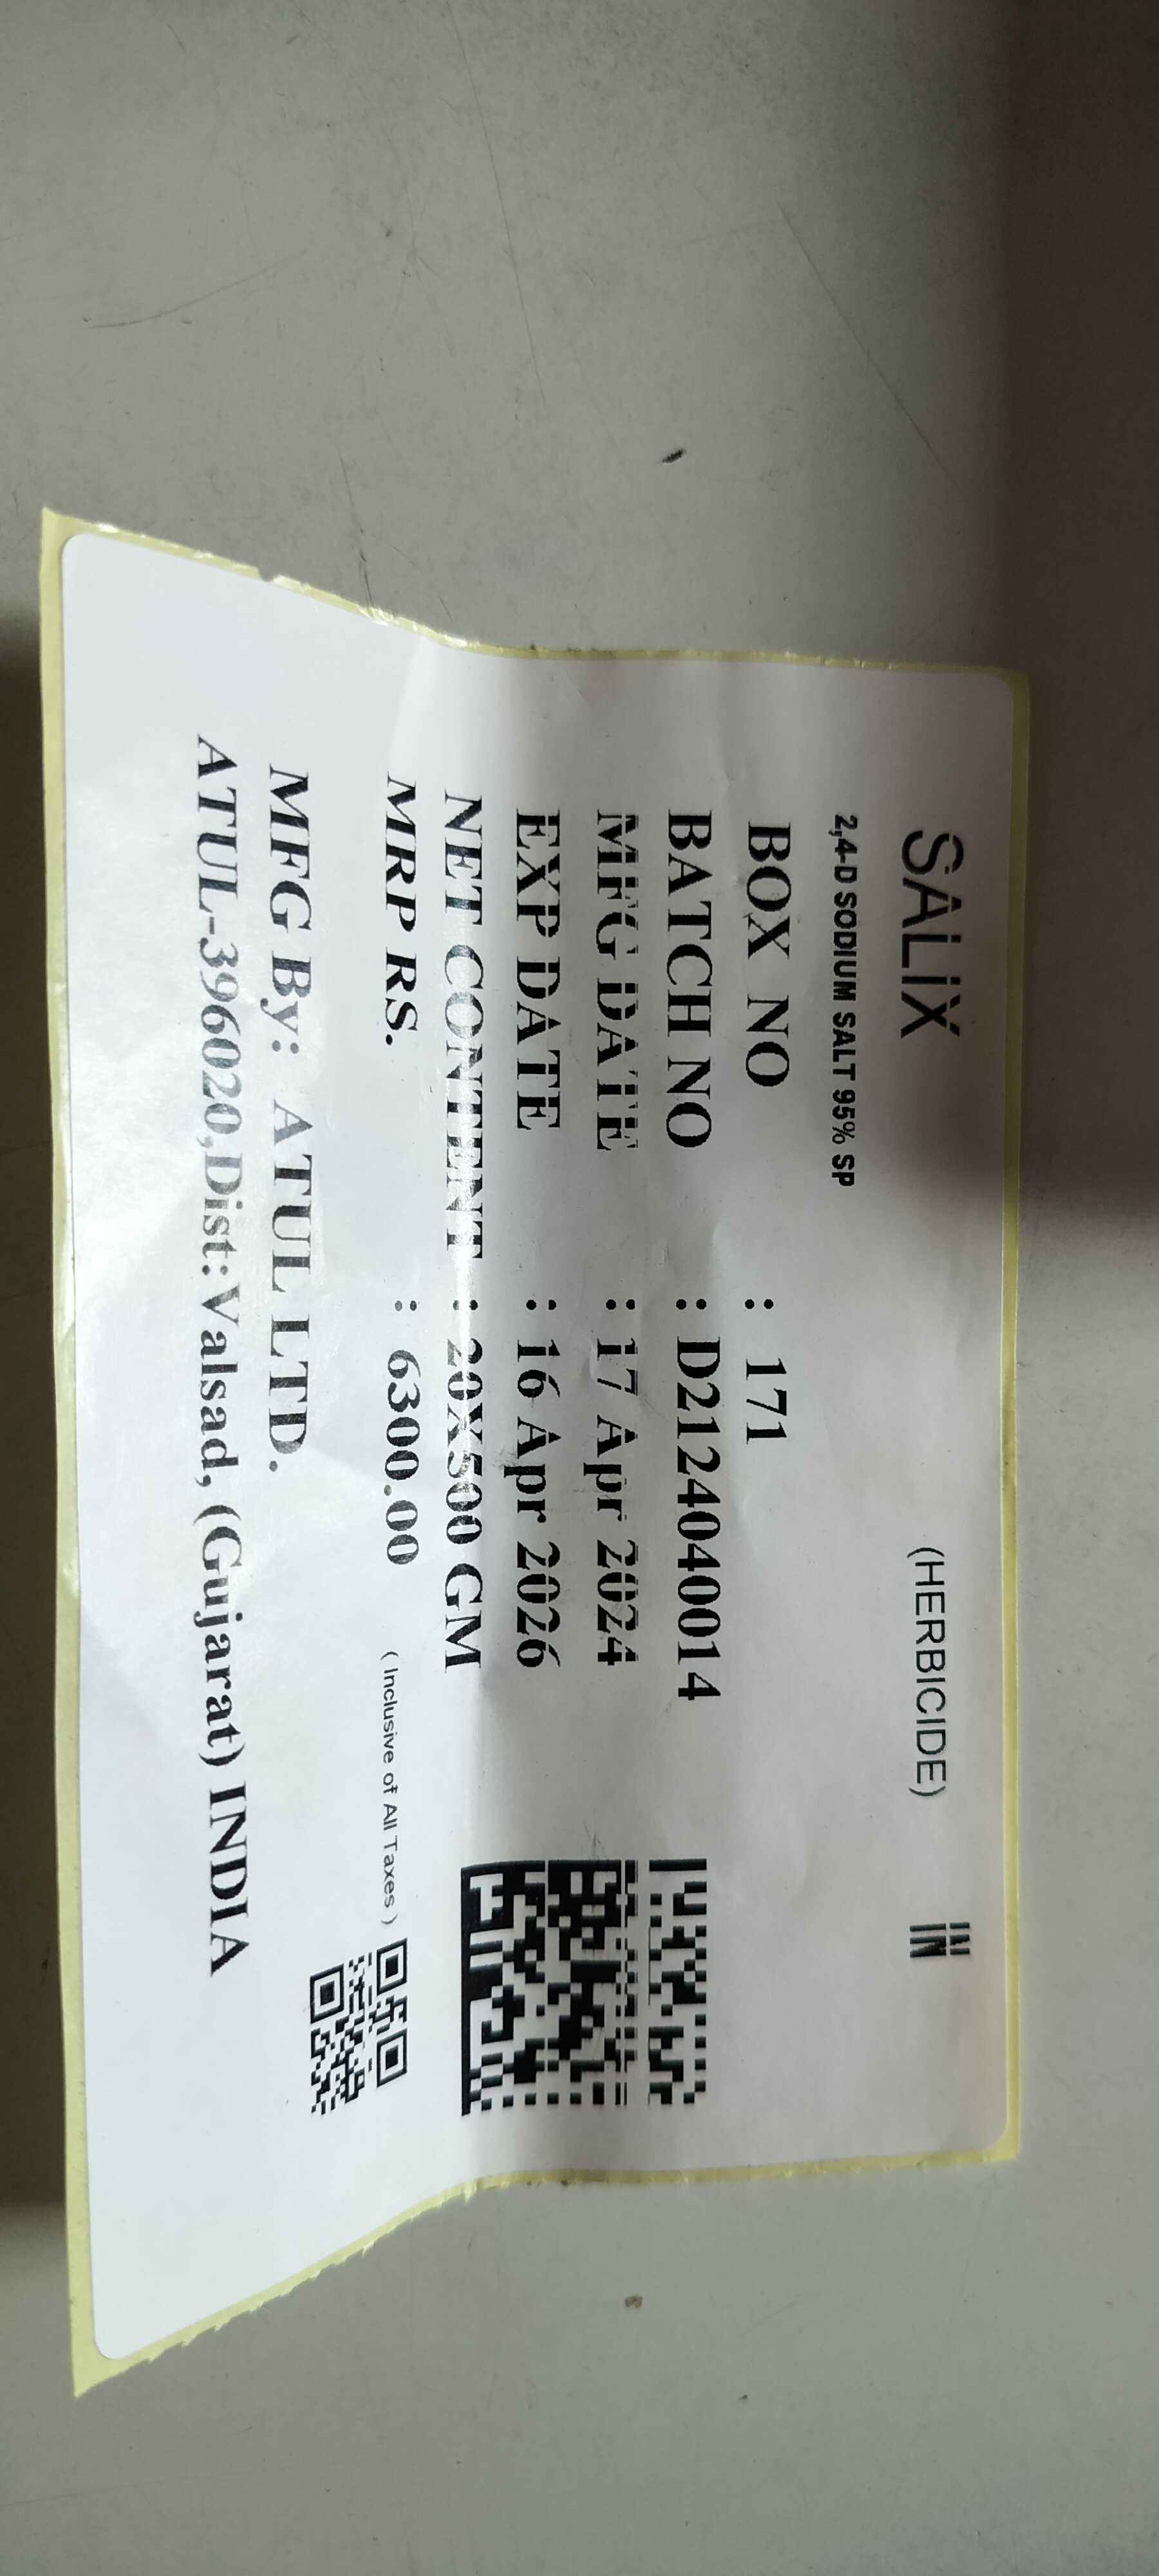 SALIX (HERBICIDE) IN
2,4-D SODIUM SALT 95% SP
BOX NO : 171
BATCH NO : D2124040014
MFG DATE : 17 Apr 2024
EXP DATE : 16 Apr 2026
NET CONTENT : 20X500 GM
MRP RS. : 6300.00 ( Inclusive of All Taxes )
MFG By: ATUL LTD.
ATUL-396020,Dist:Valsad, (Gujarat) INDIA